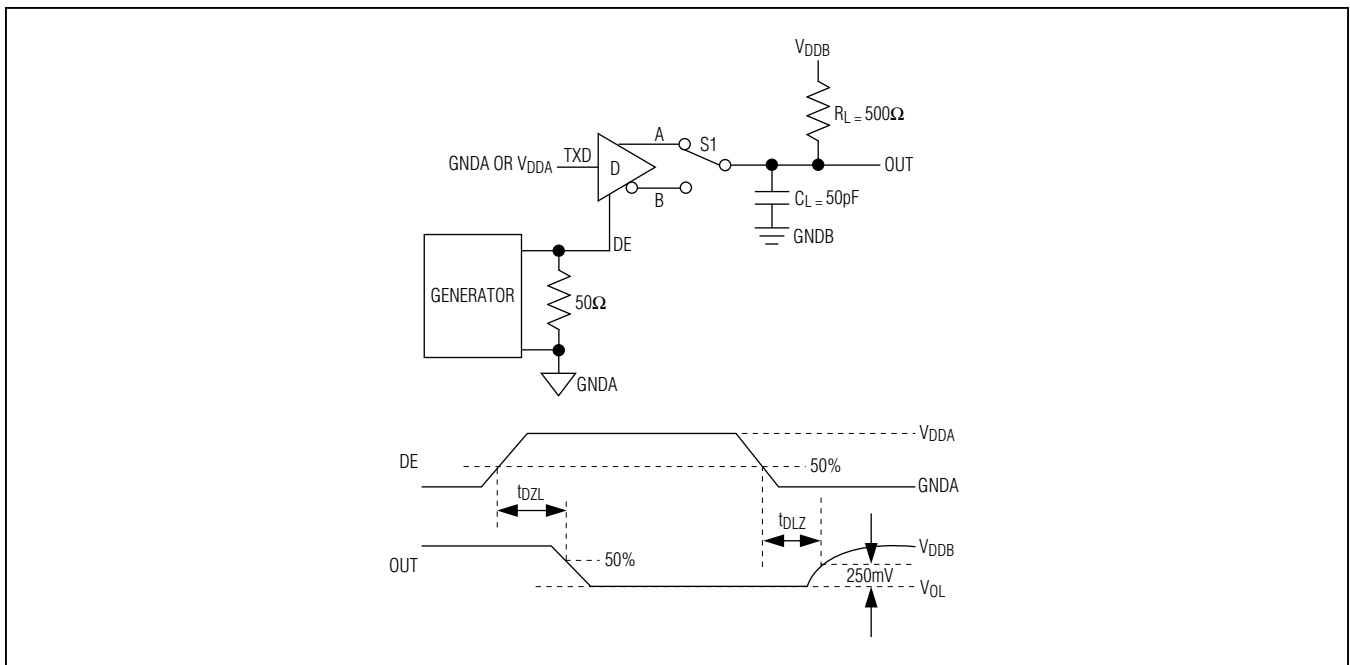 VDDB
RL = 500Ω
A
S1
GNDA OR VDDA
TXD
D
OUT
B
CL = 50pF
GNDB
DE
GENERATOR
50Ω
GNDA
VDDA
DE
50%
GNDA
tDZL
tDLZ
VDDB
OUT
50%
250mV
VOL